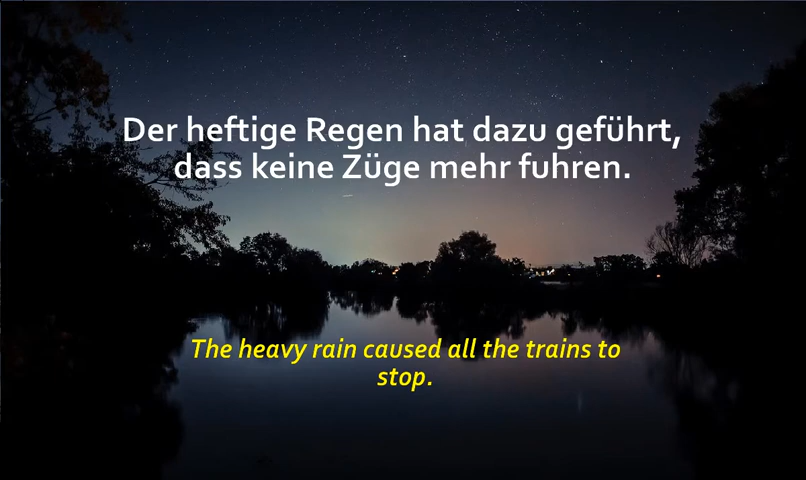 Der heftige Regen hat dazu geführt,
dass keine Züge mehr fuhren.
The heavy rain caused all the trains to
stop.